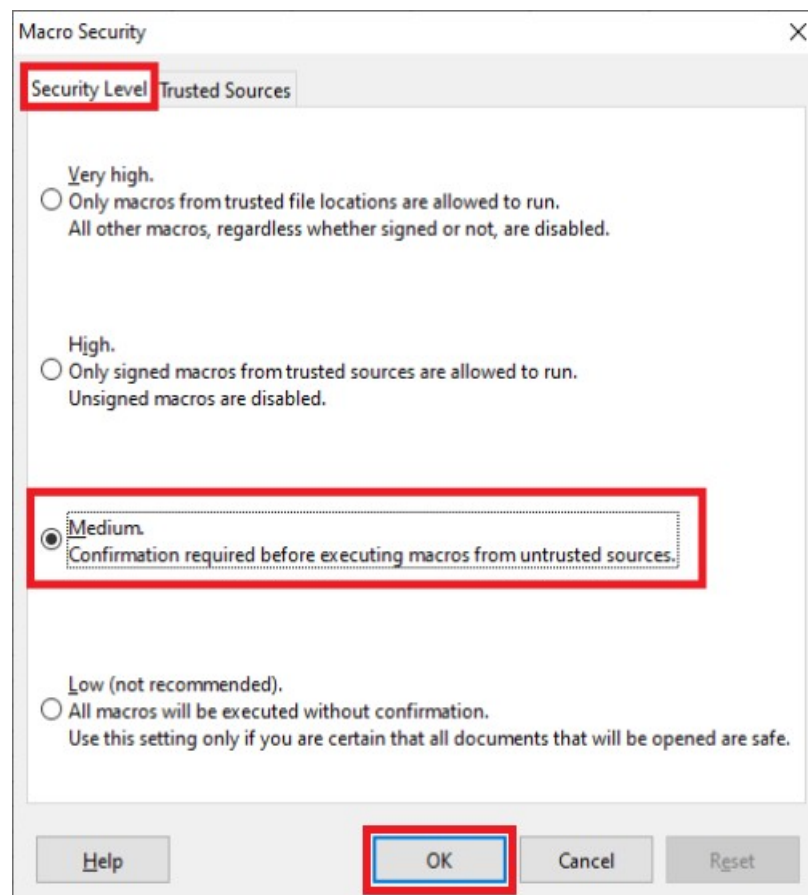 Macro Security
Security Level Trusted Sources
Very high.
Only macros from trusted file locations are allowed to run.
All other macros, regardless whether signed or not, are disabled.
High.
Only signed macros from trusted sources are allowed to run.
Unsigned macros are disabled.
Medium.
Confirmation required before executing macros from untrusted sources.
Low (not recommended).
All macros will be executed without confirmation.
Use this setting only if you are certain that all documents that will be opened are safe.
Help OK Cancel Reset